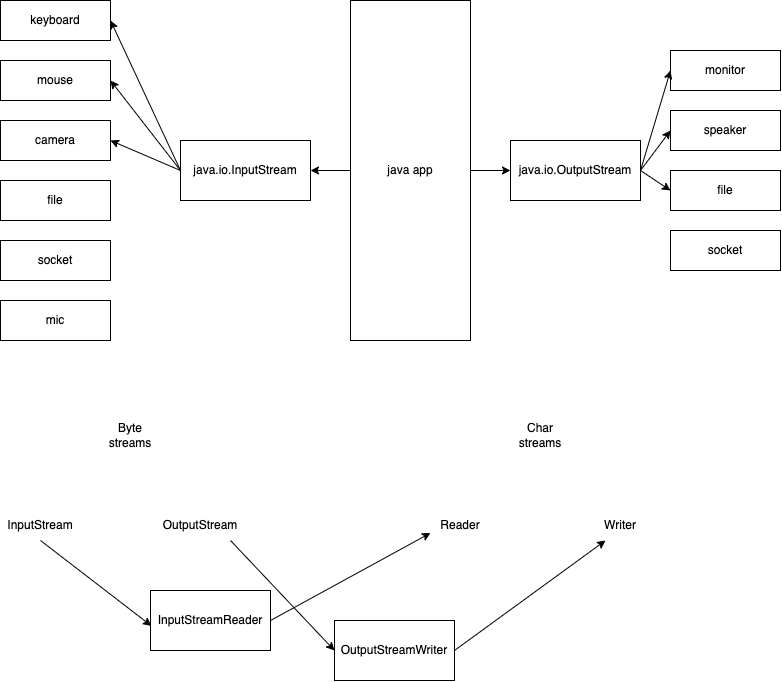 keyboard
mouse
camera
file
socket
mic
java.io.InputStream
java app
java.io.OutputStream
monitor
speaker
file
socket
Byte
streams
Char
streams
InputStream
OutputStream
Reader
Writer
InputStreamReader
OutputStreamWriter